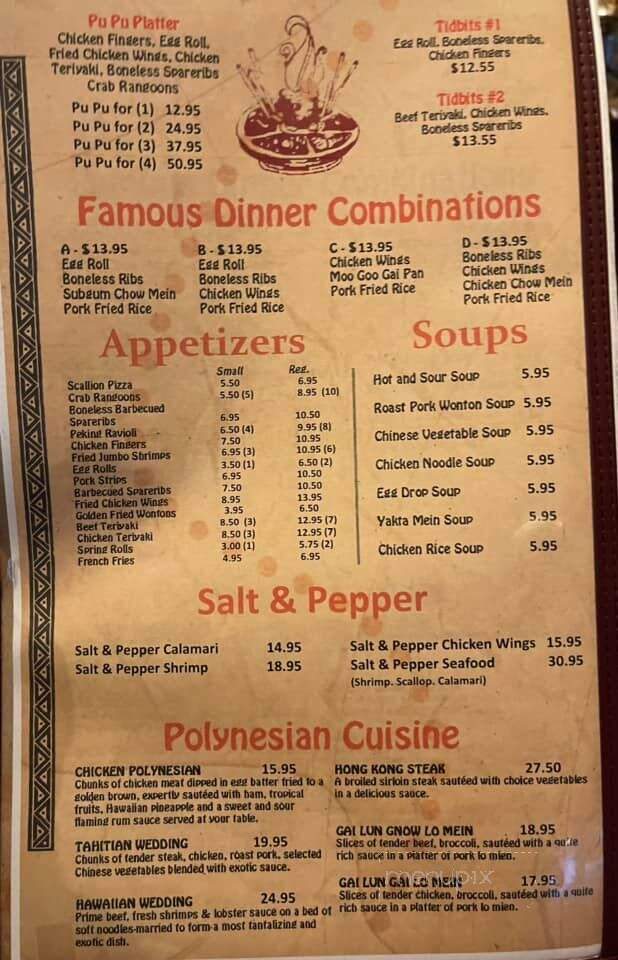 Pu Pu Platter
Chicken Fingers, Egg Roll,
Fried Chicken Wings, Chicken
Teriyaki, Boneless Spareribs
Crab Rangoons
Pu Pu for (1) 12.95
Pu Pu for (2) 24.95
Pu Pu for (3) 37.95
Pu Pu for (4) 50.95
Tidbits #1
Egg Roll, Boneless Spareribs,
Chicken Fingers
$12.55
Tidbits #2
Beef Teriyaki, Chicken Wings,
Boneless Spareribs
$13.55
Famous Dinner Combinations
A - $13.95
Egg Roll
Boneless Ribs
Subgum Chow Mein
Pork Fried Rice
B - $13.95
Egg Roll
Boneless Ribs
Chicken Wings
Pork Fried Rice
C - $13.95
Chicken Wings
Moo Goo Gai Pan
Pork Fried Rice
D - $13.95
Boneless Ribs
Chicken Wings
Chicken Chow Mein
Pork Fried Rice
Appetizers
Small Reg.
Scallion Pizza 5.50 6.95
Crab Rangoons 5.50 (5) 8.95 (10)
Boneless Barbecued
Spareribs 6.95 10.50
Peking Ravioli 6.50 (4) 9.95 (8)
Chicken Fingers 7.50 10.95
Fried Jumbo Shrimps 6.95 (3) 10.95 (6)
Egg Rolls 3.50 (1) 6.50 (2)
Pork Strips 6.95 10.50
Barbecued Spareribs 7.50 10.50
Fried Chicken Wings 8.95 13.95
Golden Fried Wontons 3.95 6.50
Beef Teriyaki 8.50 (3) 12.95 (7)
Chicken Teriyaki 8.50 (3) 12.95 (7)
Spring Rolls 3.00 (1) 5.75 (2)
French Fries 4.95 6.95
Soups
Hot and Sour Soup 5.95
Roast Pork Wonton Soup 5.95
Chinese Vegetable Soup 5.95
Chicken Noodle Soup 5.95
Egg Drop Soup 5.95
Yakta Mein Soup 5.95
Chicken Rice Soup 5.95
Salt & Pepper
Salt & Pepper Calamari 14.95
Salt & Pepper Shrimp 18.95
Salt & Pepper Chicken Wings 15.95
Salt & Pepper Seafood 30.95
(Shrimp. Scallop. Calamari)
Polynesian Cuisine
CHICKEN POLYNESIAN 15.95
Chunks of chicken meat dipped in egg batter fried to a
golden brown, expertly sautéed with ham, tropical
fruits, Hawaiian pineapple and a sweet and sour
flaming rum sauce served at your table.
TAHITIAN WEDDING 19.95
Chunks of tender steak, chicken, roast pork, selected
Chinese vegetables blended with exotic sauce.
HAWAIIAN WEDDING 24.95
Prime beef, fresh shrimps & lobster sauce on a bed of
soft noodles-married to form a most tantalizing and
exotic dish.
HONG KONG STEAK 27.50
A broiled sirloin steak sautéed with choice vegetables
in a delicious sauce.
GAI LUN GNOW LO MEIN 18.95
Slices of tender beef, broccoli, sautéed with a quite
rich sauce in a platter of pork lo mien.
GAI LUN GAI LO MEIN 17.95
Slices of tender chicken, broccoli, sautéed with a quite
rich sauce in a platter of pork lo mien.
menupix